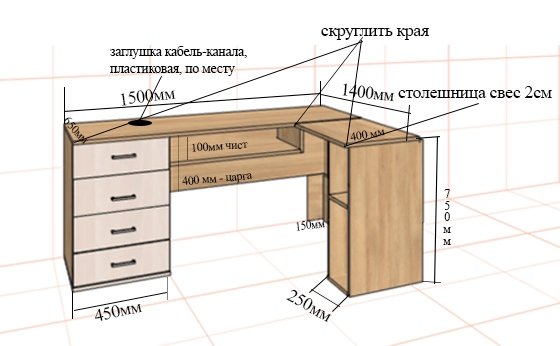 скруглить края
заглушка кабель-канала,
пластиковая, по месту
1500мм
1400мм
столешница свес 2см
650мм
400 мм
100мм чист
400 мм - царга
750мм
150мм
250мм
450мм